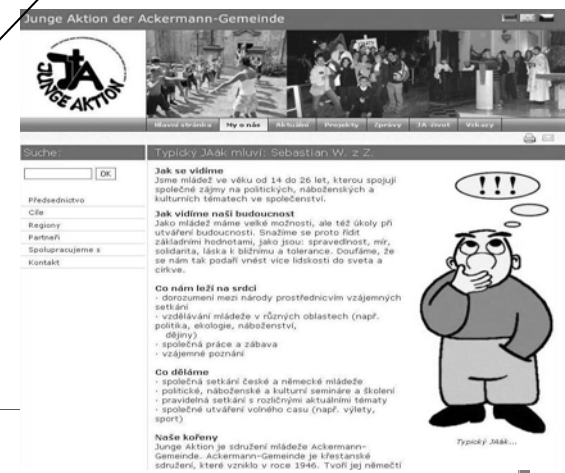 Junge Aktion der Ackermann-Gemeinde
JUNGE AKTION
JA
Hlavní stránka My o nás Aktuální Projekty Zprávy JA-život Vzkazy
Suche:
OK
Předsednictvo
Cíle
Regiony
Partneři
Spolupracujeme s
Kontakt
Typický JAák mluví: Sebastian W. z Z.
Jak se vidíme
Jsme mládež ve věku od 14 do 26 let, kterou spojují
společné zájmy na politických, náboženských a
kulturních tématech ve společenství.
Jak vidíme naši budoucnost
Jako mládež máme velké možnosti, ale též úkoly při
utváření budoucnosti. Snažíme se proto řídit
základními hodnotami, jako jsou: spravedlnost, mír,
solidarita, láska k bližnímu a tolerance. Doufáme, že
se nám tak podaří vnést více lidskosti do sveta a
církve.
Co nám leží na srdci
· dorozumení mezi národy prostřednicvím vzájemných
setkání
· vzdělávání mládeže v různých oblastech (např.
politika, ekologie, náboženství,
dějiny)
· společná práce a zábava
· vzájemné poznání
Co děláme
· společná setkání české a německé mládeže
· politické, náboženské a kulturní semináře a školení
· pravidelná setkání s rozličnými aktuálními tématy
· společné utváření volného casu (např. výlety,
sport)
Naše kořeny
Junge Aktion je sdružení mládeže Ackermann-
Gemeinde. Ackermann-Gemeinde je křestanské
sdružení, které vzniklo v roce 1946. Tvoří jej němečtí
!!!
Typický JAák...